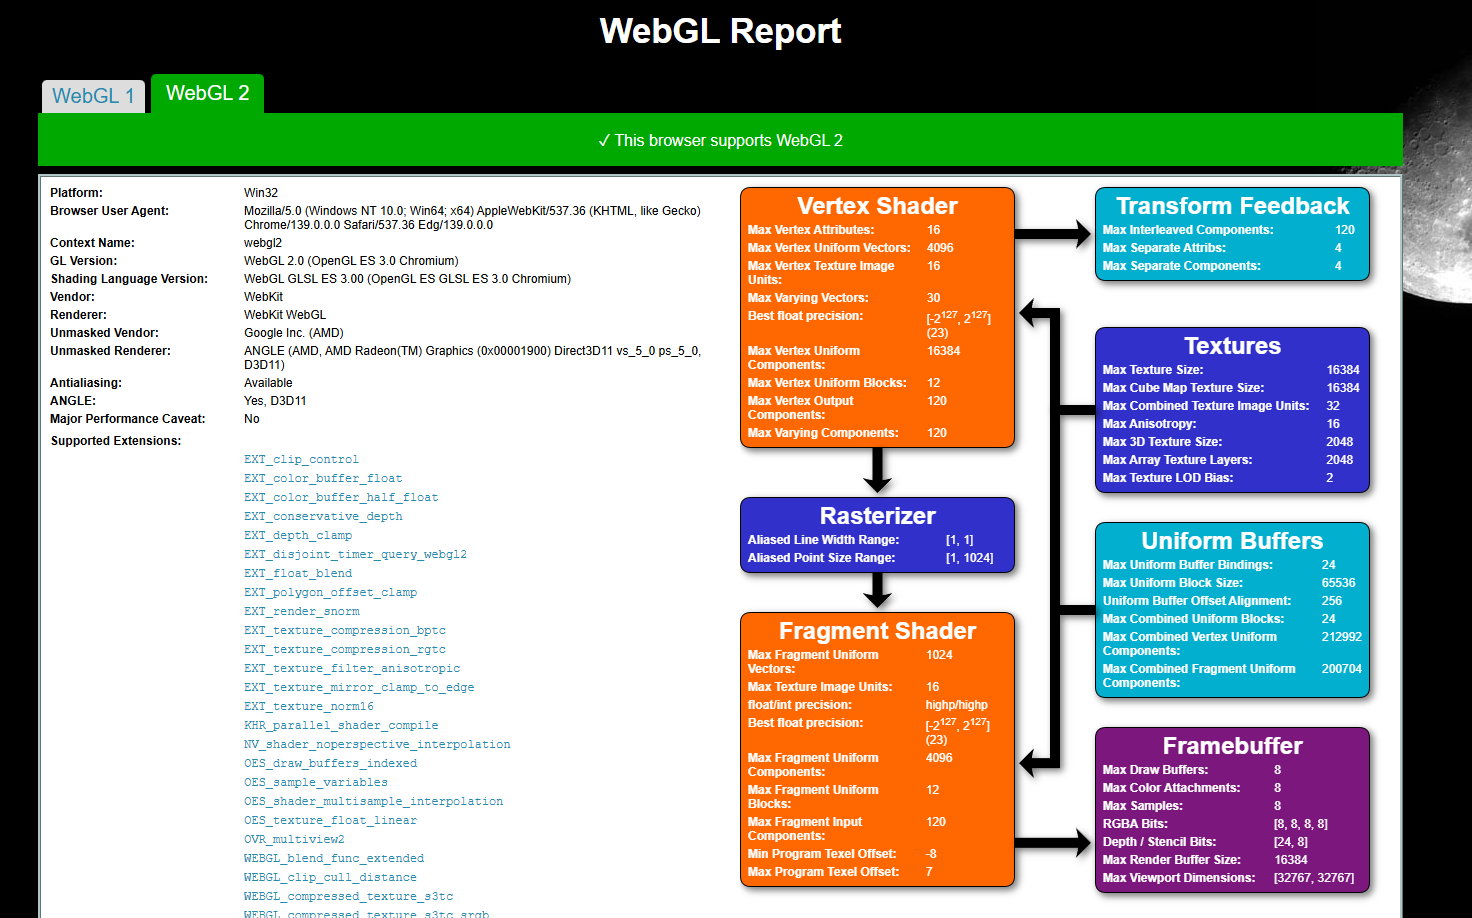 WebGL Report
WebGL 1
WebGL 2
✓ This browser supports WebGL 2
Platform: Win32
Browser User Agent: Mozilla/5.0 (Windows NT 10.0; Win64; x64) AppleWebKit/537.36 (KHTML, like Gecko)
Chrome/139.0.0.0 Safari/537.36 Edg/139.0.0.0
Context Name: webgl2
GL Version: WebGL 2.0 (OpenGL ES 3.0 Chromium)
Shading Language Version: WebGL GLSL ES 3.00 (OpenGL ES GLSL ES 3.0 Chromium)
Vendor: WebKit
Renderer: WebKit WebGL
Unmasked Vendor: Google Inc. (AMD)
Unmasked Renderer: ANGLE (AMD, AMD Radeon(TM) Graphics (0x00001900) Direct3D11 vs_5_0 ps_5_0,
D3D11)
Antialiasing: Available
ANGLE: Yes, D3D11
Major Performance Caveat: No
Supported Extensions:
EXT_clip_control
EXT_color_buffer_float
EXT_color_buffer_half_float
EXT_conservative_depth
EXT_depth_clamp
EXT_disjoint_timer_query_webgl2
EXT_float_blend
EXT_polygon_offset_clamp
EXT_render_snorm
EXT_texture_compression_bptc
EXT_texture_compression_rgtc
EXT_texture_filter_anisotropic
EXT_texture_mirror_clamp_to_edge
EXT_texture_norm16
KHR_parallel_shader_compile
NV_shader_noperspective_interpolation
OES_draw_buffers_indexed
OES_sample_variables
OES_shader_multisample_interpolation
OES_texture_float_linear
OVR_multiview2
WEBGL_blend_func_extended
WEBGL_clip_cull_distance
WEBGL_compressed_texture_s3tc
WEBGL_compressed_texture_s3tc_srgb
Vertex Shader
Max Vertex Attributes: 16
Max Vertex Uniform Vectors: 4096
Max Vertex Texture Image 16
Units:
Max Varying Vectors: 30
Best float precision: [-2¹²⁷, 2¹²⁷]
(23)
Max Vertex Uniform 16384
Components:
Max Vertex Uniform Blocks: 12
Max Vertex Output 120
Components:
Max Varying Components: 120
Rasterizer
Aliased Line Width Range: [1, 1]
Aliased Point Size Range: [1, 1024]
Fragment Shader
Max Fragment Uniform 1024
Vectors:
Max Texture Image Units: 16
float/int precision: highp/highp
Best float precision: [-2¹²⁷, 2¹²⁷]
(23)
Max Fragment Uniform 4096
Components:
Max Fragment Uniform 12
Blocks:
Max Fragment Input 120
Components:
Min Program Texel Offset: -8
Max Program Texel Offset: 7
Transform Feedback
Max Interleaved Components: 120
Max Separate Attribs: 4
Max Separate Components: 4
Textures
Max Texture Size: 16384
Max Cube Map Texture Size: 16384
Max Combined Texture Image Units: 32
Max Anisotropy: 16
Max 3D Texture Size: 2048
Max Array Texture Layers: 2048
Max Texture LOD Bias: 2
Uniform Buffers
Max Uniform Buffer Bindings: 24
Max Uniform Block Size: 65536
Uniform Buffer Offset Alignment: 256
Max Combined Uniform Blocks: 24
Max Combined Vertex Uniform 212992
Components:
Max Combined Fragment Uniform 200704
Components:
Framebuffer
Max Draw Buffers: 8
Max Color Attachments: 8
Max Samples: 8
RGBA Bits: [8, 8, 8, 8]
Depth / Stencil Bits: [24, 8]
Max Render Buffer Size: 16384
Max Viewport Dimensions: [32767, 32767]